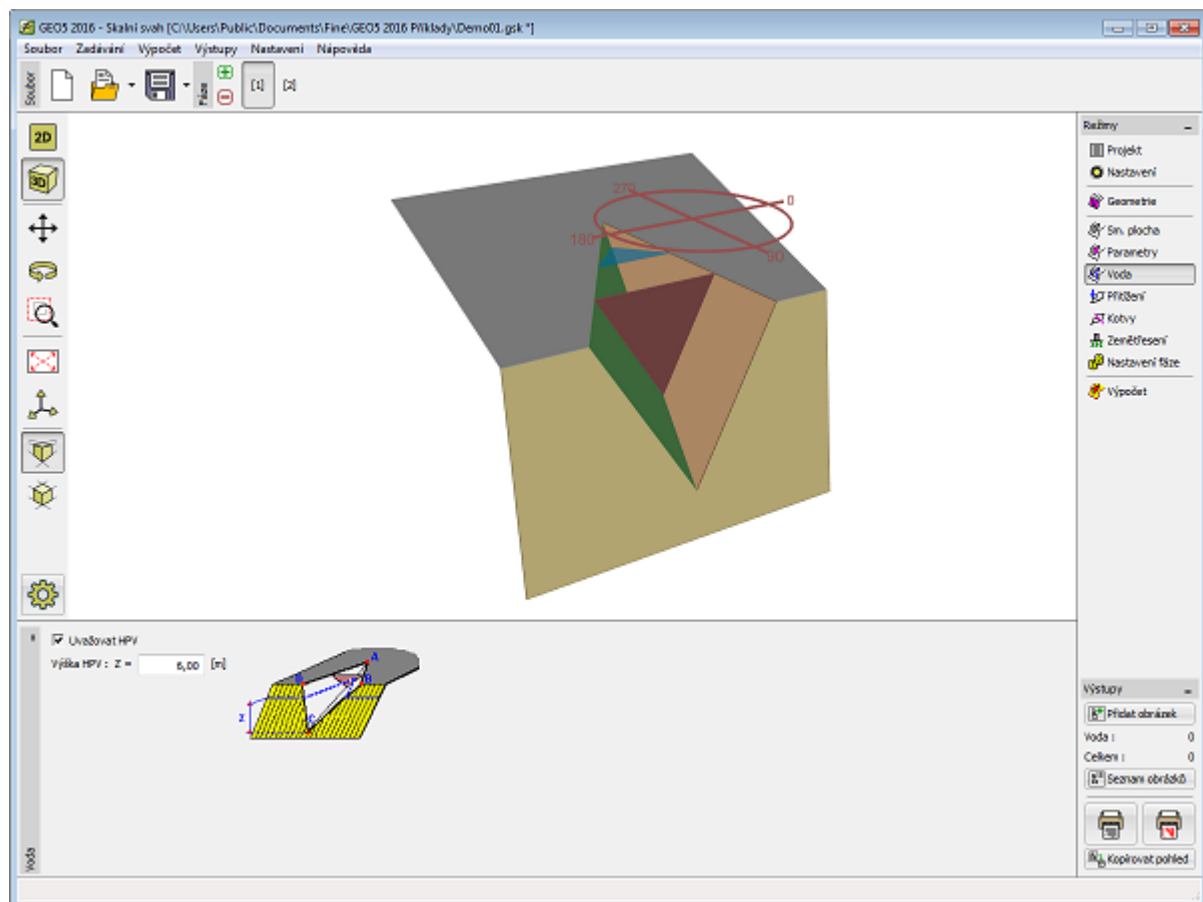 GEO5 2016 - Skalní svah [C:\Users\Public\Documents\Fine\GEO5 2016 Příklady\Demo01.gsk *]
Soubor Zadávání Výpočet Výstupy Nastavení Nápověda
Soubor
Fáze
[1] [2]
2D
3D
270
0
180
90
Režimy
Projekt
Nastavení
Geometrie
Sm. plocha
Parametry
Voda
Přitížení
Kotvy
Zemětřesení
Nastavení fáze
Výpočet
Voda
Uvažovat HPV
Výška HPV : Z = 6,00 [m]
A
B
C
D
Z
Výstupy
Přidat obrázek
Voda : 0
Celkem : 0
Seznam obrázků
Kopírovat pohled